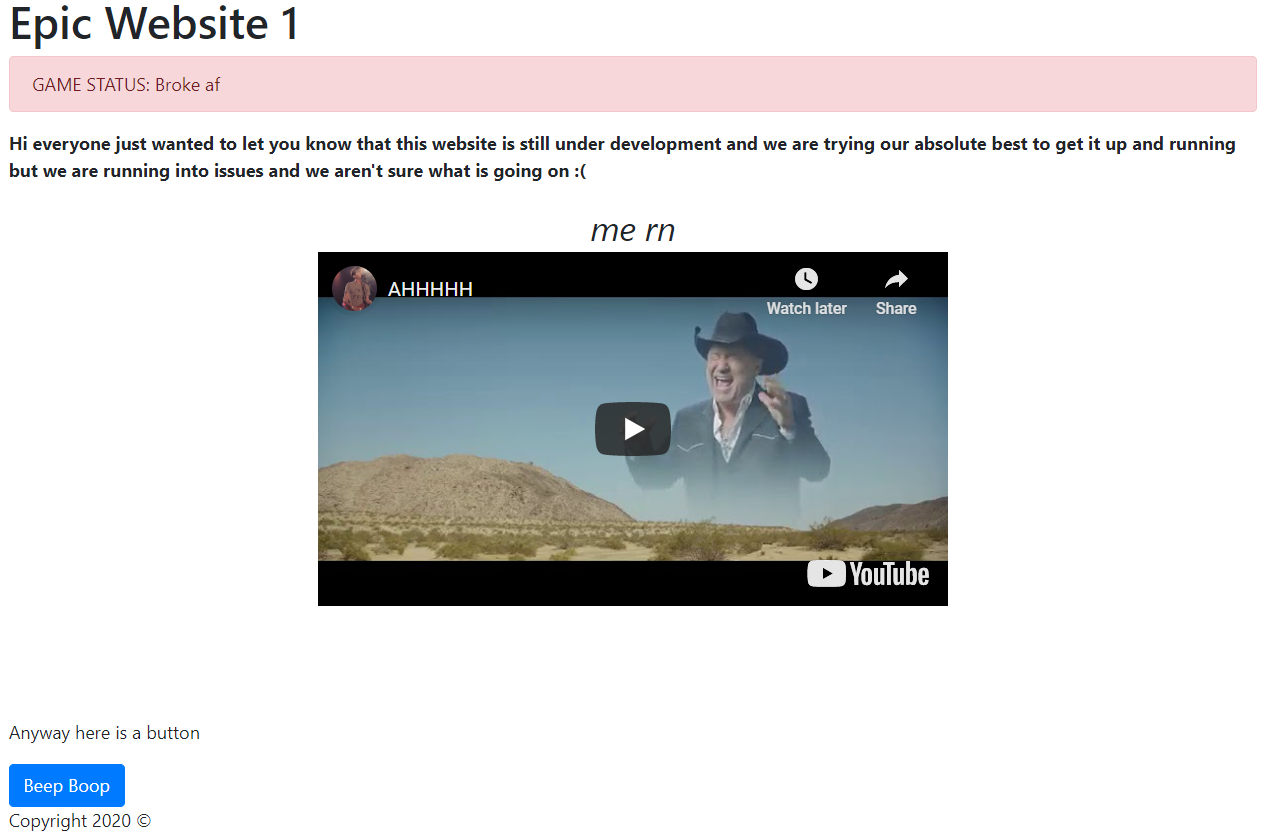 Epic Website 1
GAME STATUS: Broke af
Hi everyone just wanted to let you know that this website is still under development and we are trying our absolute best to get it up and running
but we are running into issues and we aren't sure what is going on :(
me rn
AHHHHH
Watch later
Share
YouTube
Anyway here is a button
Beep Boop
Copyright 2020 ©